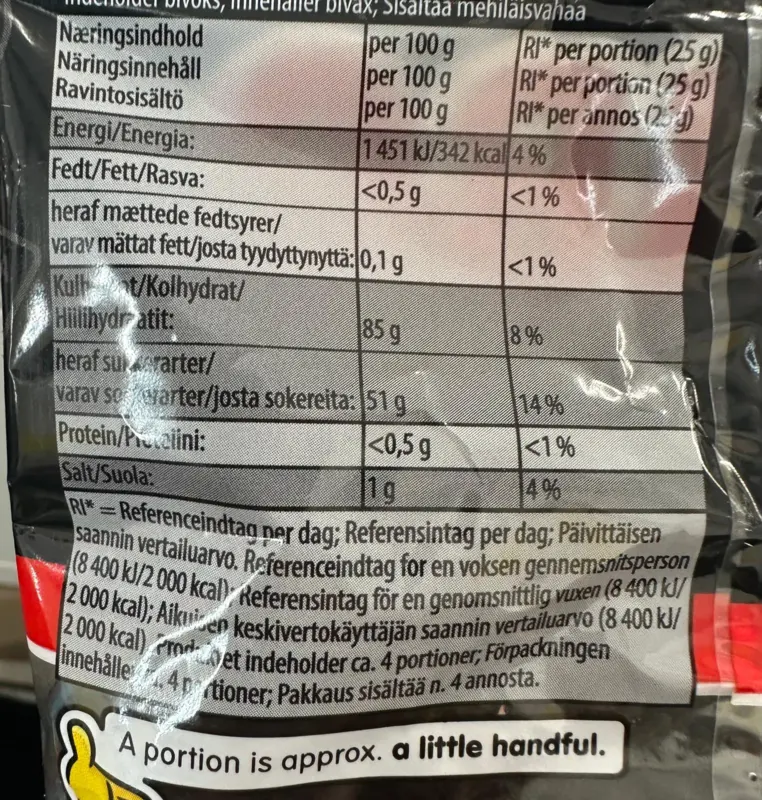 mehiläisvahaa
Næringsindhold per 100 g RI* per portion (25 g)
Näringsinnehåll per 100 g RI* per portion (25 g)
Ravintosisältö per 100 g RI* per annos (25 g)
Energi/Energia: 1 451 kJ/342 kcal 4 %
Fedt/Fett/Rasva: <0,5 g <1 %
heraf mættede fedtsyrer/
varav mättat fett/josta tyydyttynyttä: 0,1 g <1 %
Kolhydrat/
Hiilihydraatit: 85 g 8 %
heraf
josta sokereita: 51 g 14 %
Protein/Proteiini: <0,5 g <1 %
Salt/Suola: 1 g 4 %
RI* = Referenceindtag per dag; Referensintag per dag; Päivittäisen
saannin vertailuarvo. Referenceindtag for en voksen gennemsnitsperson
(8 400 kJ/2 000 kcal); Referensintag för en genomsnittlig vuxen (8 400 kJ/
2 000 kcal); Aikuisen keskivertokäyttäjän saannin vertailuarvo (8 400 kJ/
2 000 kcal) indeholder ca. 4 portioner; Förpackningen
innehåller 4 portioner; Pakkaus sisältää n. 4 annosta.
A portion is approx. a little handful.